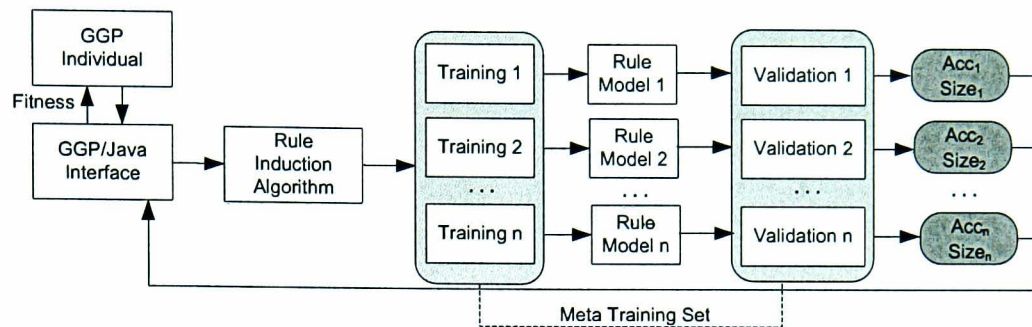 GGP
Individual
Fitness
GGP/Java
Interface
Rule
Induction
Algorithm
Training 1
Training 2
...
Training n
Rule
Model 1
Rule
Model 2
...
Rule
Model n
Validation 1
Validation 2
...
Validation n
Acc1
Size1
Acc2
Size2
...
Accn
Sizen
Meta Training Set